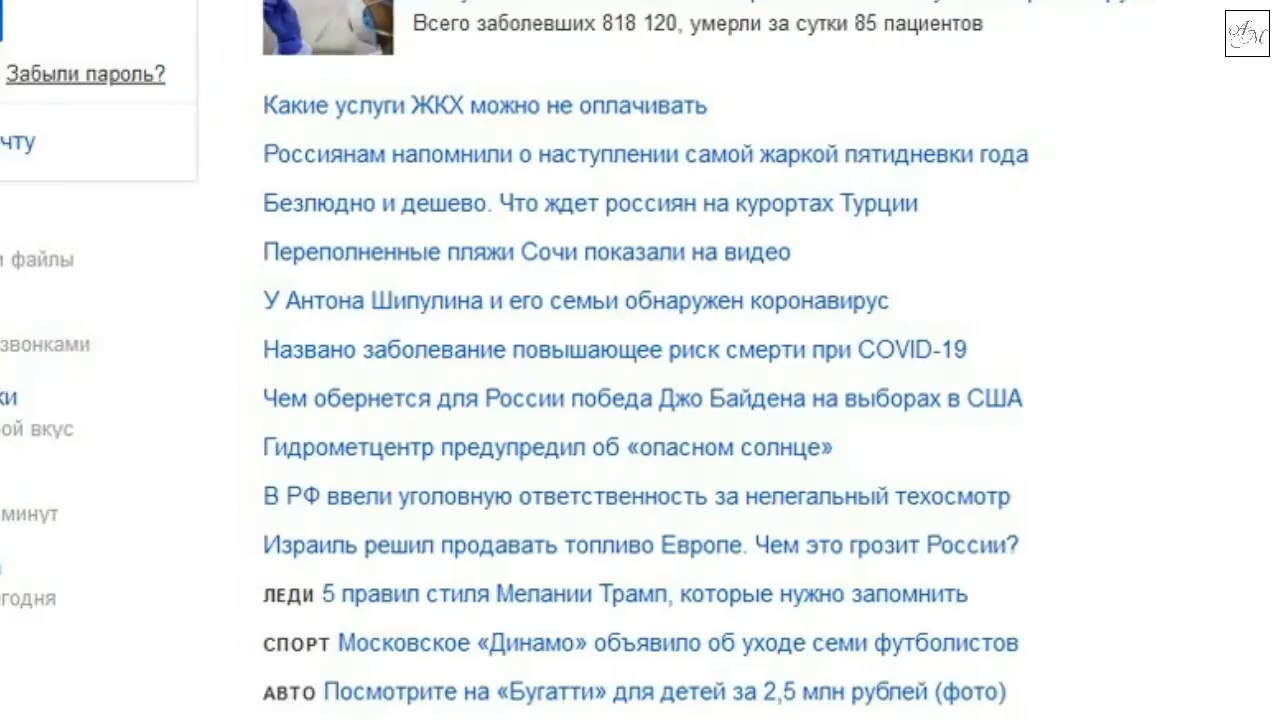 Всего заболевших 818 120, умерли за сутки 85 пациентов
Забыли пароль?
чту
и файлы
звонками
ки
ой вкус
минут
годня
Какие услуги ЖКХ можно не оплачивать
Россиянам напомнили о наступлении самой жаркой пятидневки года
Безлюдно и дешево. Что ждет россиян на курортах Турции
Переполненные пляжи Сочи показали на видео
У Антона Шипулина и его семьи обнаружен коронавирус
Названо заболевание повышающее риск смерти при COVID-19
Чем обернется для России победа Джо Байдена на выборах в США
Гидрометцентр предупредил об «опасном солнце»
В РФ ввели уголовную ответственность за нелегальный техосмотр
Израиль решил продавать топливо Европе. Чем это грозит России?
ЛЕДИ 5 правил стиля Мелании Трамп, которые нужно запомнить
СПОРТ Московское «Динамо» объявило об уходе семи футболистов
АВТО Посмотрите на «Бугатти» для детей за 2,5 млн рублей (фото)
AM